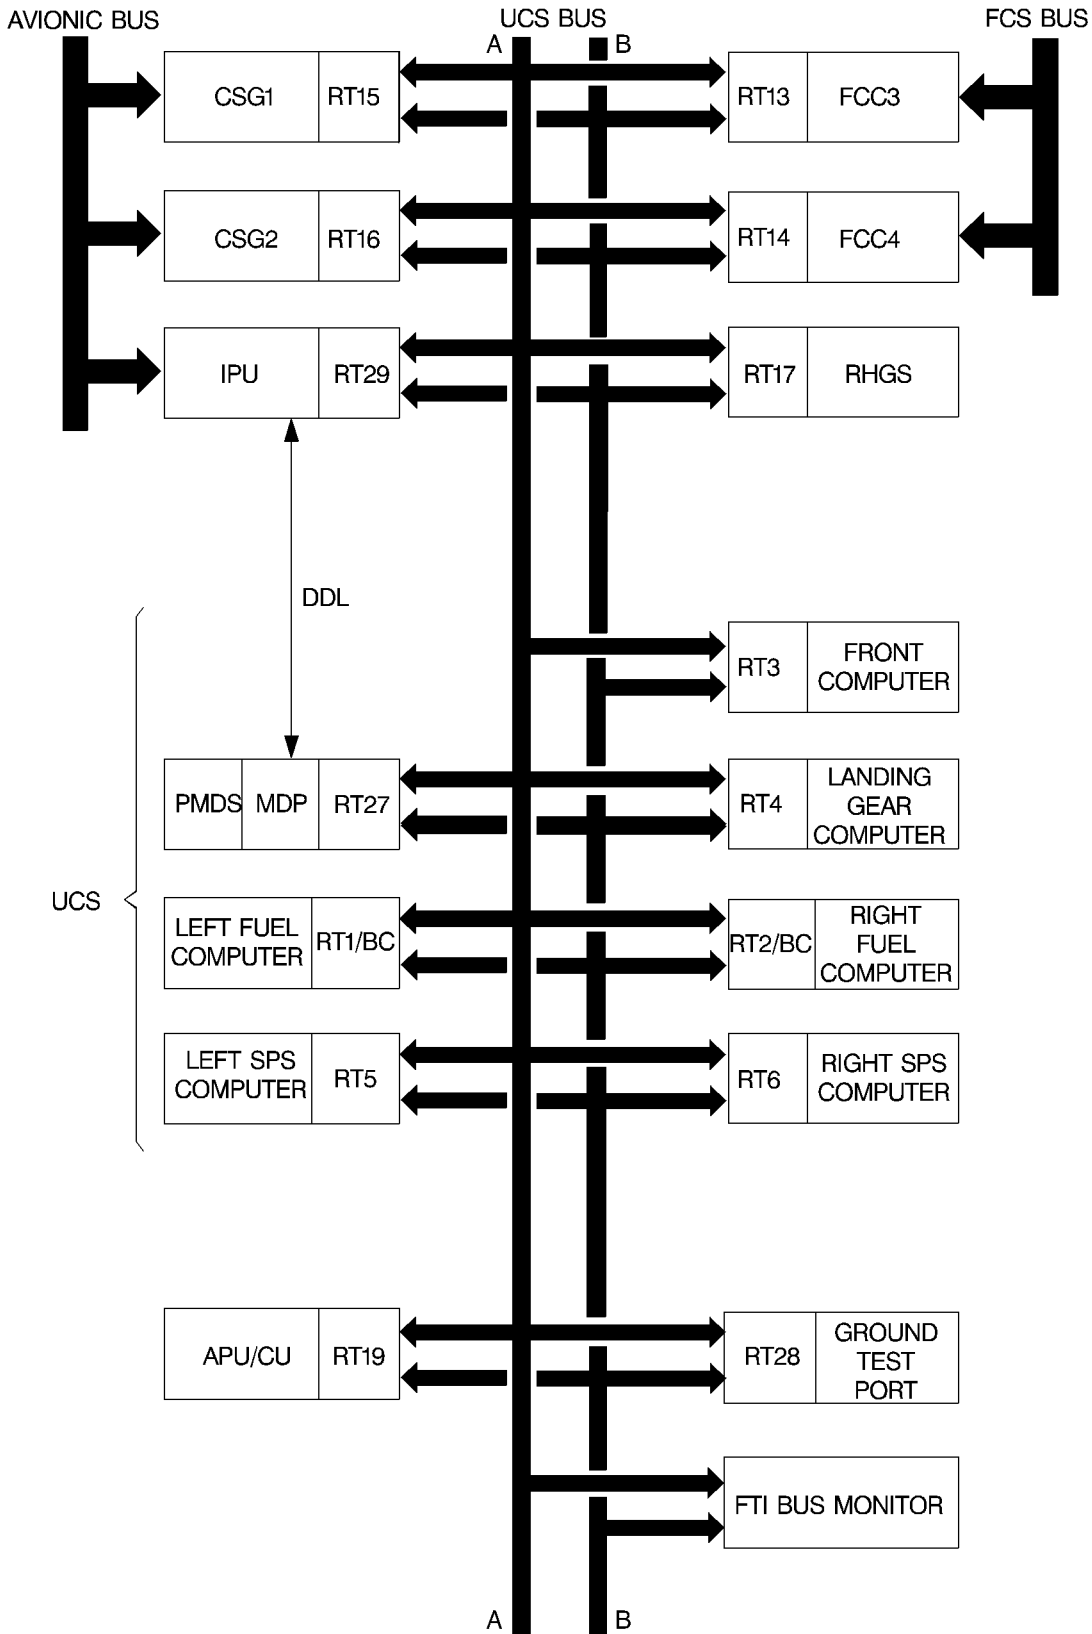 AVIONIC BUS
UCS BUS
FCS BUS
A
B
CSG1
RT15
RT13
FCC3
CSG2
RT16
RT14
FCC4
IPU
RT29
RT17
RHGS
DDL
RT3
FRONT
COMPUTER
PMDS
MDP
RT27
RT4
LANDING
GEAR
COMPUTER
UCS
LEFT FUEL
COMPUTER
RT1/BC
RT2/BC
RIGHT
FUEL
COMPUTER
LEFT SPS
COMPUTER
RT5
RT6
RIGHT SPS
COMPUTER
APU/CU
RT19
RT28
GROUND
TEST
PORT
FTI BUS MONITOR
A
B